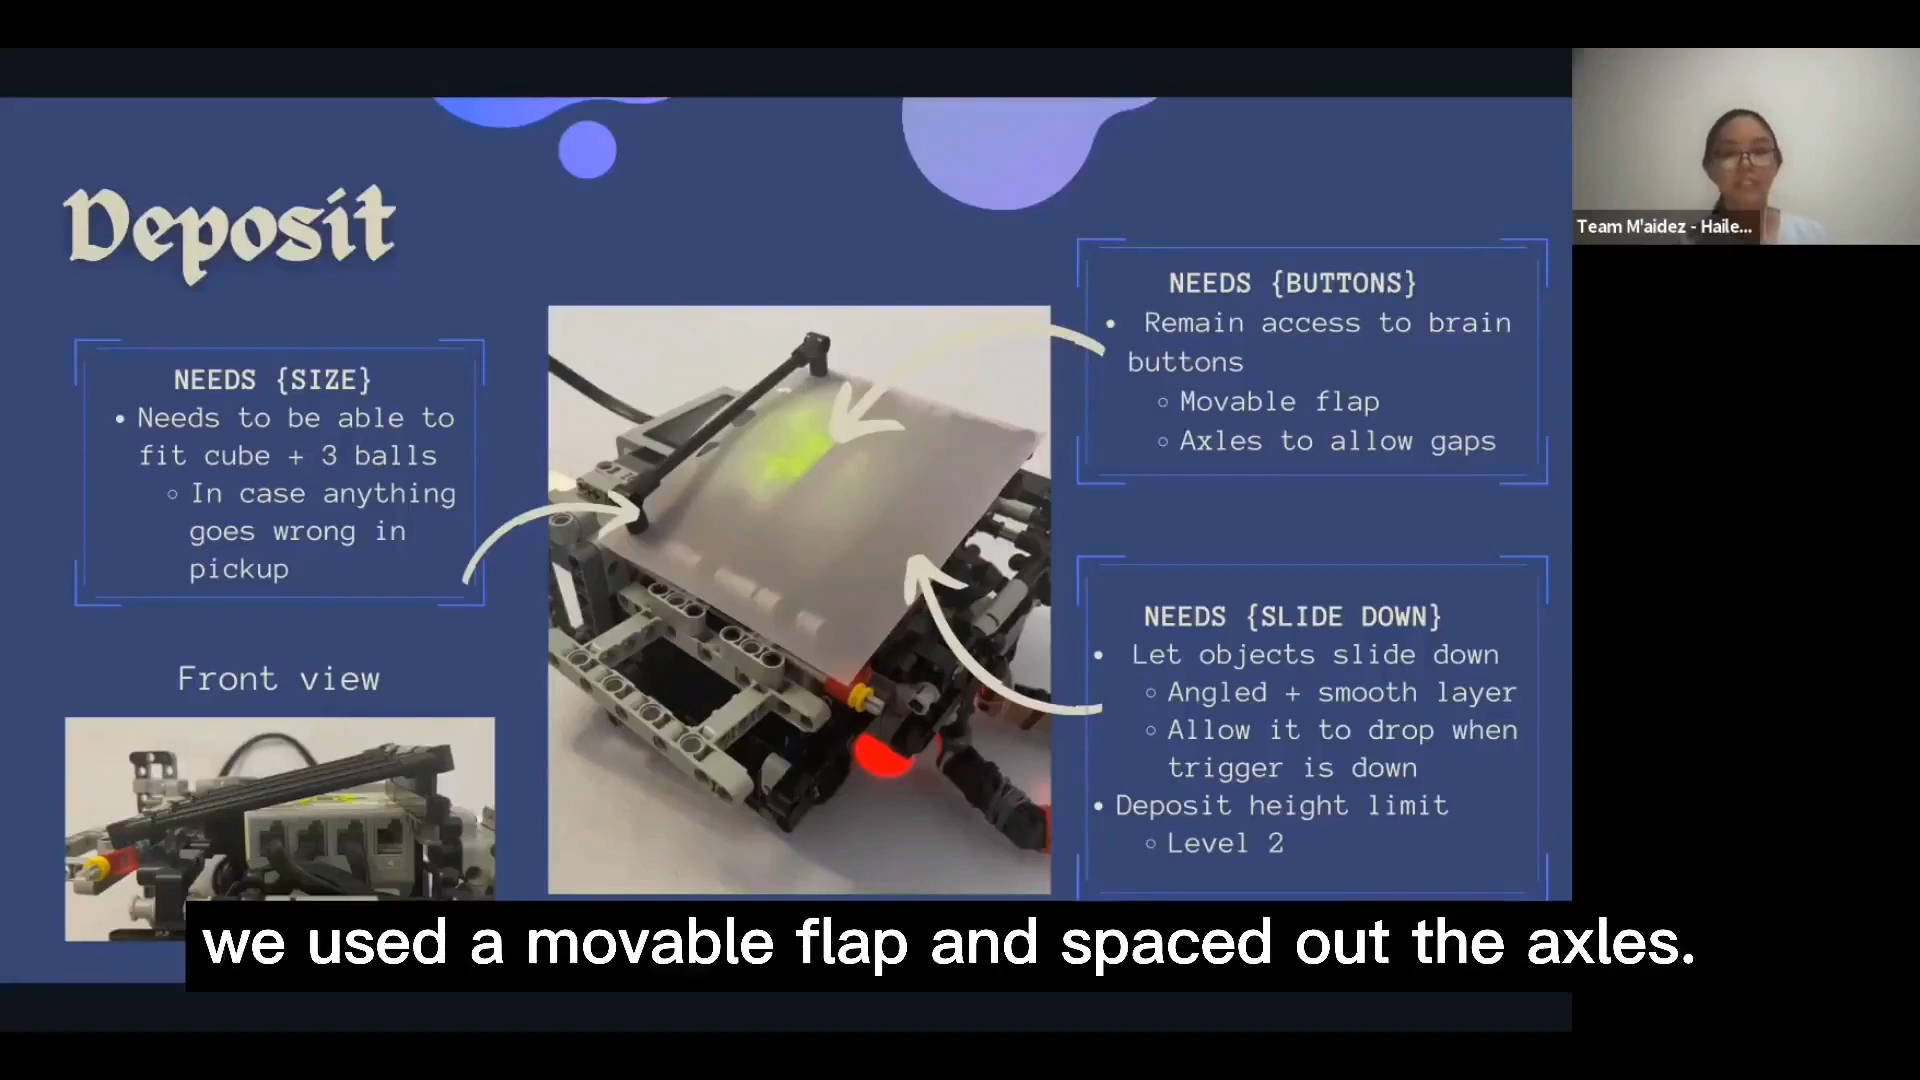 Deposit
NEEDS {SIZE}
• Needs to be able to
fit cube + 3 balls
◦ In case anything
goes wrong in
pickup
Front view
NEEDS {BUTTONS}
• Remain access to brain
buttons
◦ Movable flap
◦ Axles to allow gaps
NEEDS {SLIDE DOWN}
• Let objects slide down
◦ Angled + smooth layer
◦ Allow it to drop when
trigger is down
• Deposit height limit
◦ Level 2
Team M'aidez - Haile...
we used a movable flap and spaced out the axles.